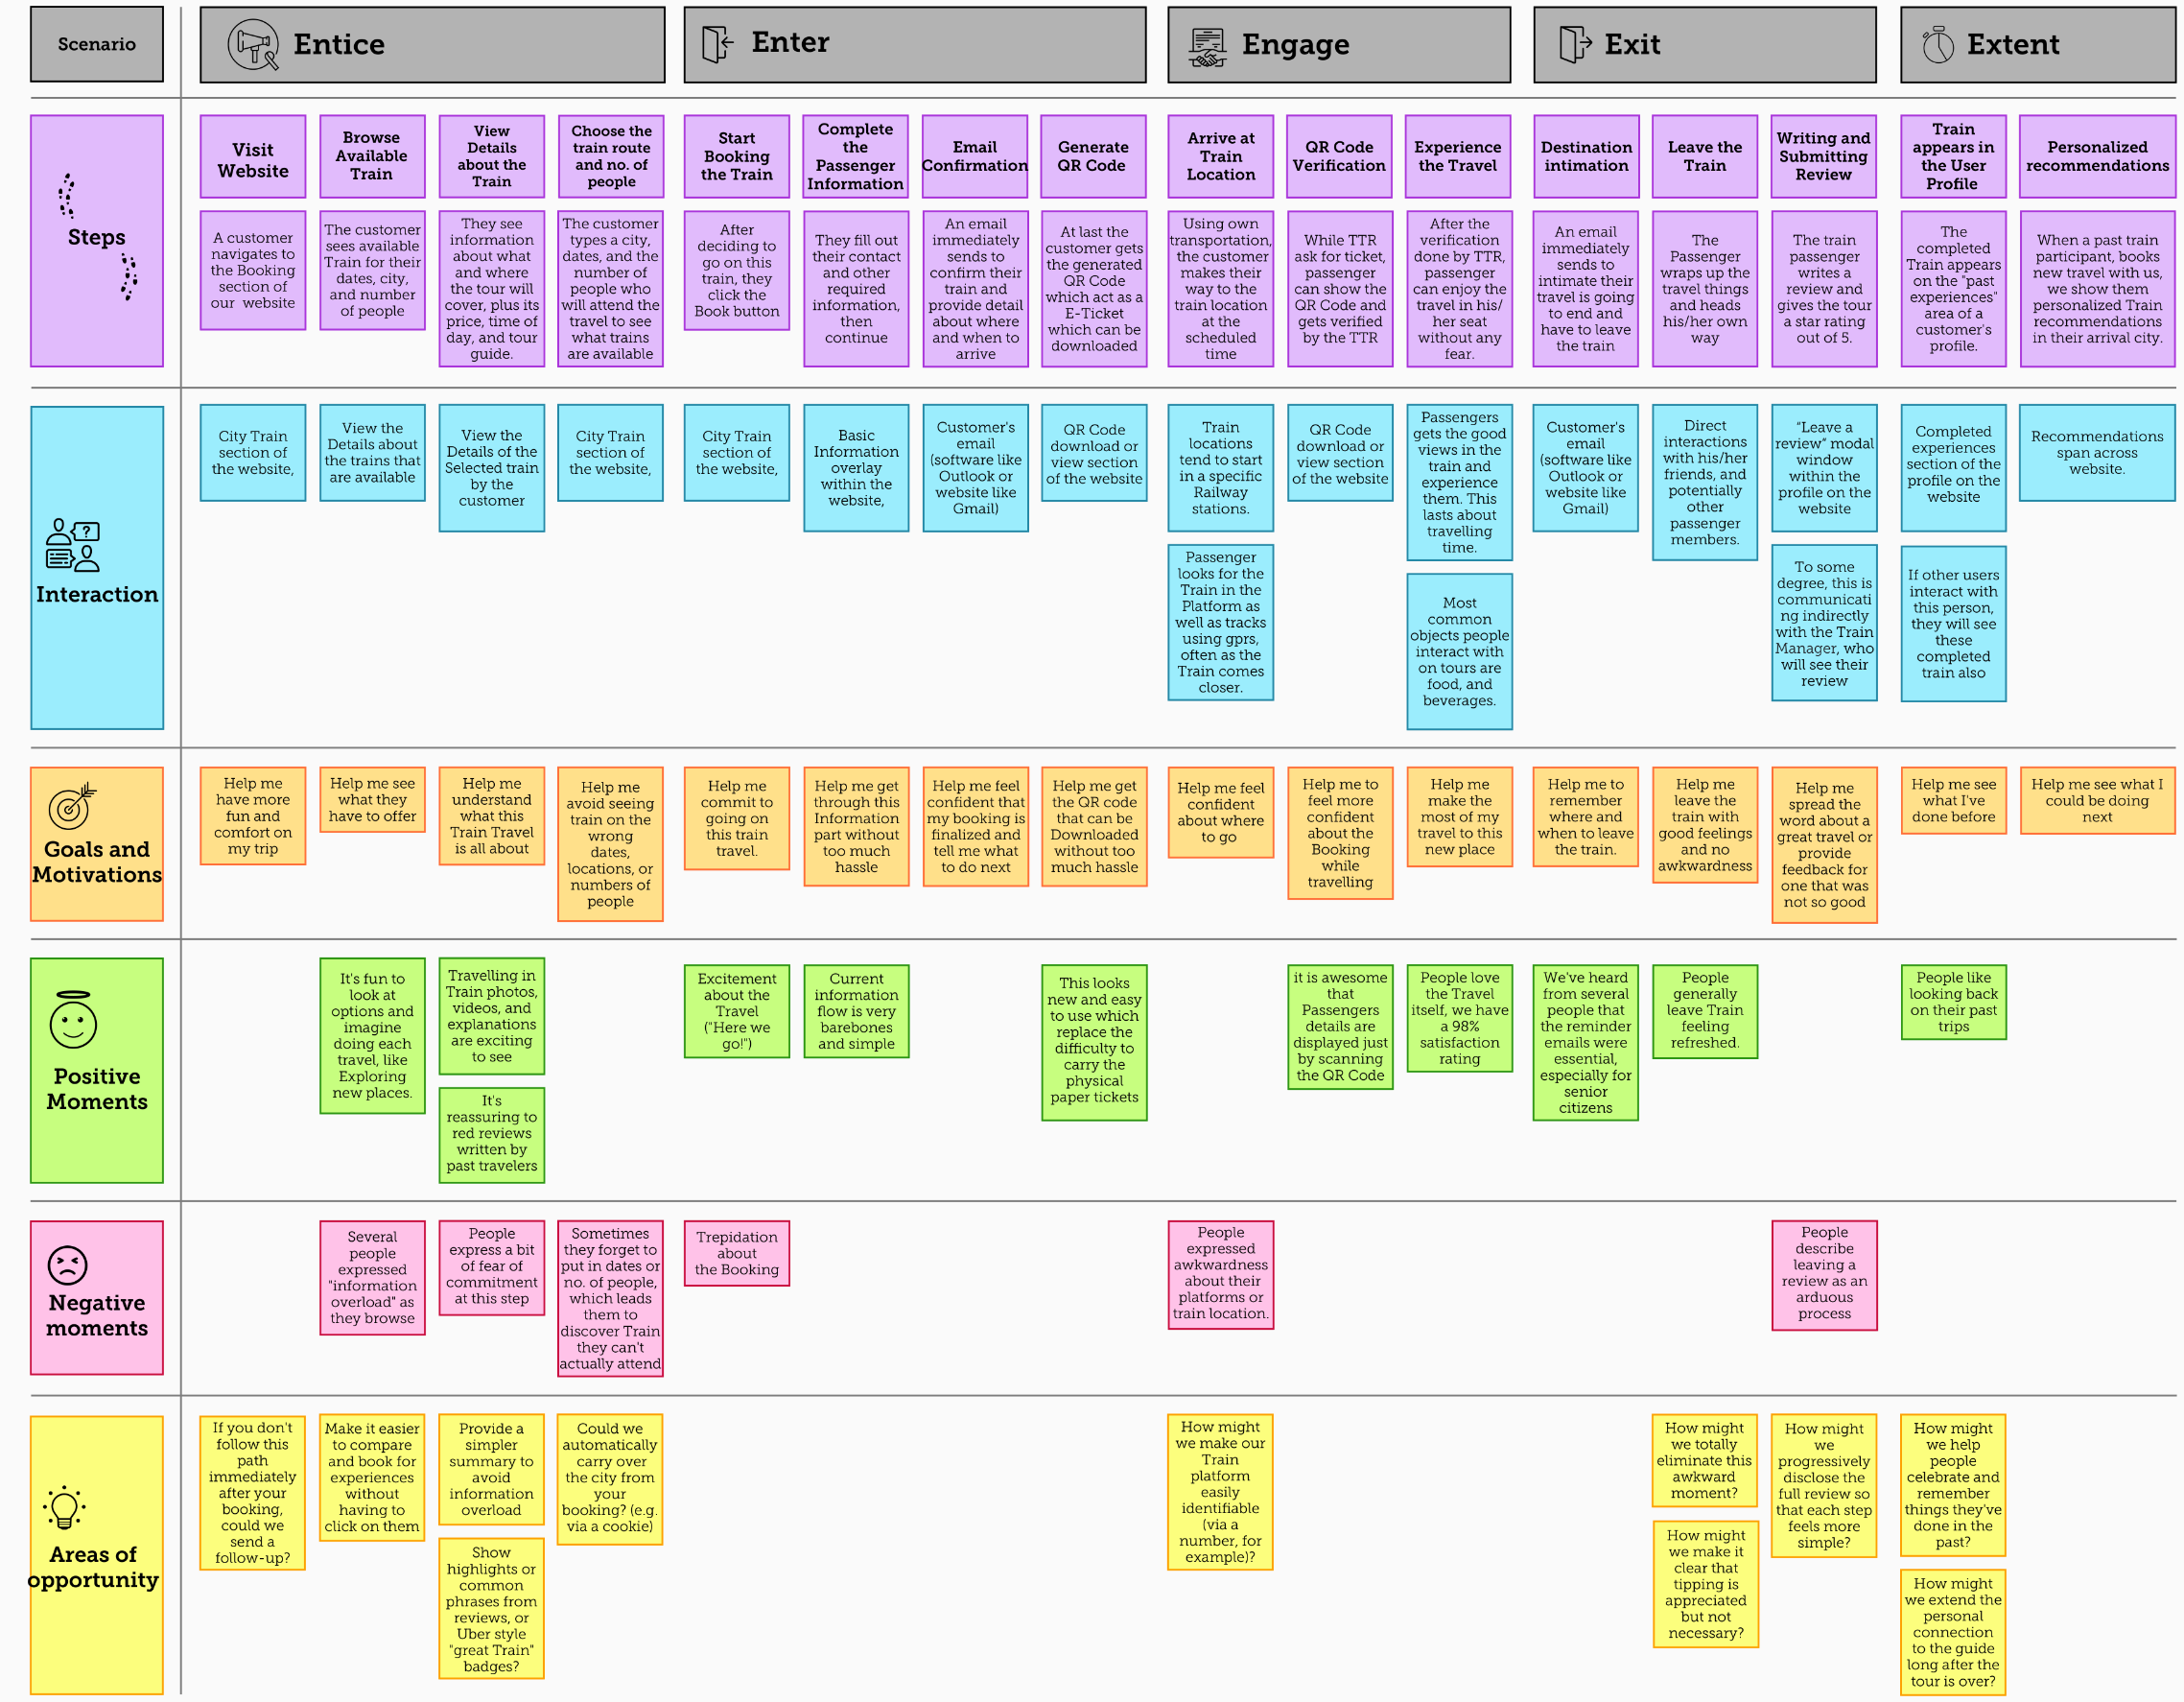 Scenario
Entice
Enter
Engage
Exit
Extent
Steps
Visit
Website
Browse
Available
Train
View
Details
about the
Train
Choose the
train route
and no. of
people
Start
Booking
the Train
Complete
the
Passenger
Information
Email
Confirmation
Generate
QR Code
Arrive at
Train
Location
QR Code
Verification
Experience
the Travel
Destination
intimation
Leave the
Train
Writing and
Submitting
Review
Train
appears in
the User
Profile
Personalized
recommendations
A customer
navigates to
the Booking
section of
our website
The customer
sees available
Train for their
dates, city,
and number
of people
They see
information
about what
and where
the tour will
cover, plus its
price, time of
day, and tour
guide.
The customer
types a city,
dates, and the
number of
people who
will attend the
travel to see
what trains
are available
After
deciding to
go on this
train, they
click the
Book button
They fill out
their contact
and other
required
information,
then
continue
An email
immediately
sends to
confirm their
train and
provide detail
about where
and when to
arrive
At last the
customer gets
the generated
QR Code
which act as a
E-Ticket
which can be
downloaded
Using own
transportation,
the customer
makes their
way to the
train location
at the
scheduled
time
While TTR
ask for ticket,
passenger
can show the
QR Code and
gets verified
by the TTR
After the
verification
done by TTR,
passenger
can enjoy the
travel in his/
her seat
without any
fear.
An email
immediately
sends to
intimate their
travel is going
to end and
have to leave
the train
The
Passenger
wraps up the
travel things
and heads
his/her own
way
The train
passenger
writes a
review and
gives the tour
a star rating
out of 5.
The
completed
Train appears
on the "past
experiences"
area of a
customer's
profile.
When a past train
participant, books
new travel with us,
we show them
personalized Train
recommendations
in their arrival city.
Interaction
City Train
section of
the website,
View the
Details about
the trains that
are available
View the
Details of the
Selected train
by the
customer
City Train
section of
the website,
City Train
section of
the website,
Basic
Information
overlay
within the
website,
Customer's
email
(software like
Outlook or
website like
Gmail)
QR Code
download or
view section
of the website
Train
locations
tend to start
in a specific
Railway
stations.
Passenger
looks for the
Train in the
Platform as
well as tracks
using gprs,
often as the
Train comes
closer.
QR Code
download or
view section
of the website
Passengers
gets the good
views in the
train and
experience
them. This
lasts about
travelling
time.
Most
common
objects people
interact with
on tours are
food, and
beverages.
Customer's
email
(software like
Outlook or
website like
Gmail)
Direct
interactions
with his/her
friends, and
potentially
other
passenger
members.
“Leave a
review” modal
window
within the
profile on the
website
To some
degree, this is
communicati
ng indirectly
with the Train
Manager, who
will see their
review
Completed
experiences
section of the
profile on the
website
If other users
interact with
this person,
they will see
these
completed
train also
Recommendations
span across
website.
Goals and
Motivations
Help me
have more
fun and
comfort on
my trip
Help me see
what they
have to offer
Help me
understand
what this
Train Travel
is all about
Help me
avoid seeing
train on the
wrong
dates,
locations, or
numbers of
people
Help me
commit to
going on
this train
travel.
Help me get
through this
Information
part without
too much
hassle
Help me feel
confident that
my booking is
finalized and
tell me what
to do next
Help me get
the QR code
that can be
Downloaded
without too
much hassle
Help me feel
confident
about where
to go
Help me to
feel more
confident
about the
Booking
while
travelling
Help me
make the
most of my
travel to this
new place
Help me to
remember
where and
when to leave
the train.
Help me
leave the
train with
good feelings
and no
awkwardness
Help me
spread the
word about a
great travel or
provide
feedback for
one that was
not so good
Help me see
what I've
done before
Help me see what I
could be doing
next
Positive
Moments
It's fun to
look at
options and
imagine
doing each
travel, like
Exploring
new places.
Travelling in
Train photos,
videos, and
explanations
are exciting
to see
It's
reassuring to
red reviews
written by
past travelers
Excitement
about the
Travel
("Here we
go!")
Current
information
flow is very
barebones
and simple
This looks
new and easy
to use which
replace the
difficulty to
carry the
physical
paper tickets
it is awesome
that
Passengers
details are
displayed just
by scanning
the QR Code
People love
the Travel
itself, we have
a 98%
satisfaction
rating
We've heard
from several
people that
the reminder
emails were
essential,
especially for
senior
citizens
People
generally
leave Train
feeling
refreshed.
People like
looking back
on their past
trips
Negative
moments
Several
people
expressed
"information
overload" as
they browse
People
express a bit
of fear of
commitment
at this step
Sometimes
they forget to
put in dates or
no. of people,
which leads
them to
discover Train
they can't
actually attend
Trepidation
about
the Booking
People
expressed
awkwardness
about their
platforms or
train location.
People
describe
leaving a
review as an
arduous
process
Areas of
opportunity
If you don't
follow this
path
immediately
after your
booking,
could we
send a
follow-up?
Make it easier
to compare
and book for
experiences
without
having to
click on them
Provide a
simpler
summary to
avoid
information
overload
Show
highlights or
common
phrases from
reviews, or
Uber style
"great Train"
badges?
Could we
automatically
carry over
the city from
your
booking? (e.g.
via a cookie)
How might
we make our
Train
platform
easily
identifiable
(via a
number, for
example)?
How might
we totally
eliminate this
awkward
moment?
How might
we make it
clear that
tipping is
appreciated
but not
necessary?
How might
we
progressively
disclose the
full review so
that each step
feels more
simple?
How might
we help
people
celebrate and
remember
things they've
done in the
past?
How might
we extend the
personal
connection
to the guide
long after the
tour is over?